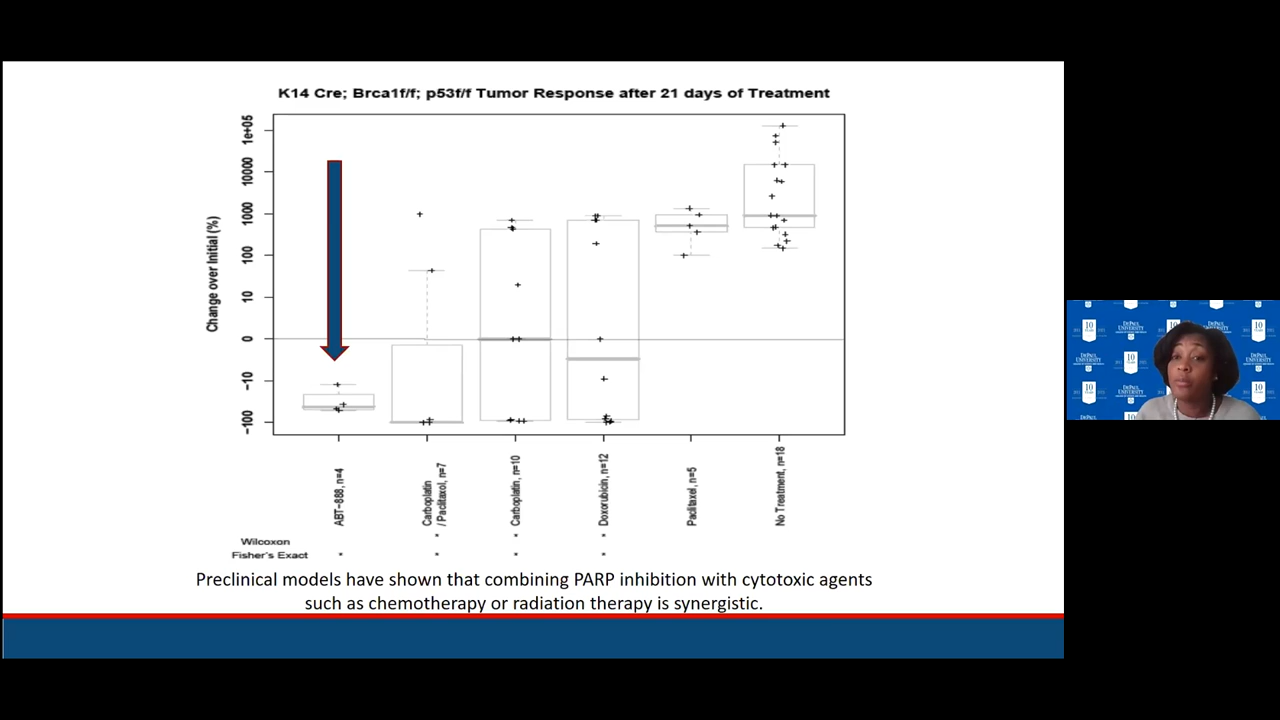 K14 Cre; Brca1f/f; p53f/f Tumor Response after 21 days of Treatment
Change over Initial (%)
1e+05
10000
1000
100
10
0
−10
−100
ABT−888, n=4
Carboplatin
/ Paclitaxol, n=7
Carboplatin, n=10
Doxorubicin, n=12
Paclitaxel, n=5
No Treatment, n=18
Wilcoxon * * *
Fisher's Exact * * * *
Preclinical models have shown that combining PARP inhibition with cytotoxic agents
such as chemotherapy or radiation therapy is synergistic.
DEPAUL
UNIVERSITY
10